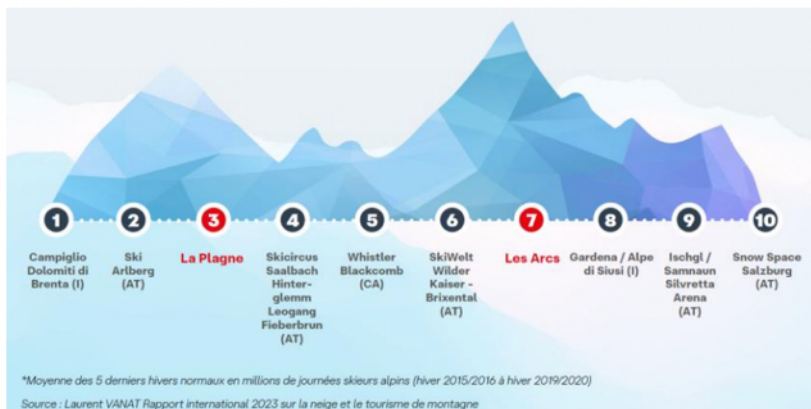 1 2 3 4 5 6 7 8 9 10
Campiglio
Dolomiti di
Brenta (I)
Ski
Arlberg
(AT)
La Plagne
Skicircus
Saalbach
Hinter-
glemm
Leogang
Fieberbrun
(AT)
Whistler
Blackcomb
(CA)
SkiWelt
Wilder
Kaiser -
Brixental
(AT)
Les Arcs
Gardena / Alpe
di Siusi (I)
Ischgl /
Samnaun
Silvretta
Arena
(AT)
Snow Space
Salzburg
(AT)
*Moyenne des 5 derniers hivers normaux en millions de journées skieurs alpins (hiver 2015/2016 à hiver 2019/2020)
Source : Laurent VANAT Rapport international 2023 sur la neige et le tourisme de montagne